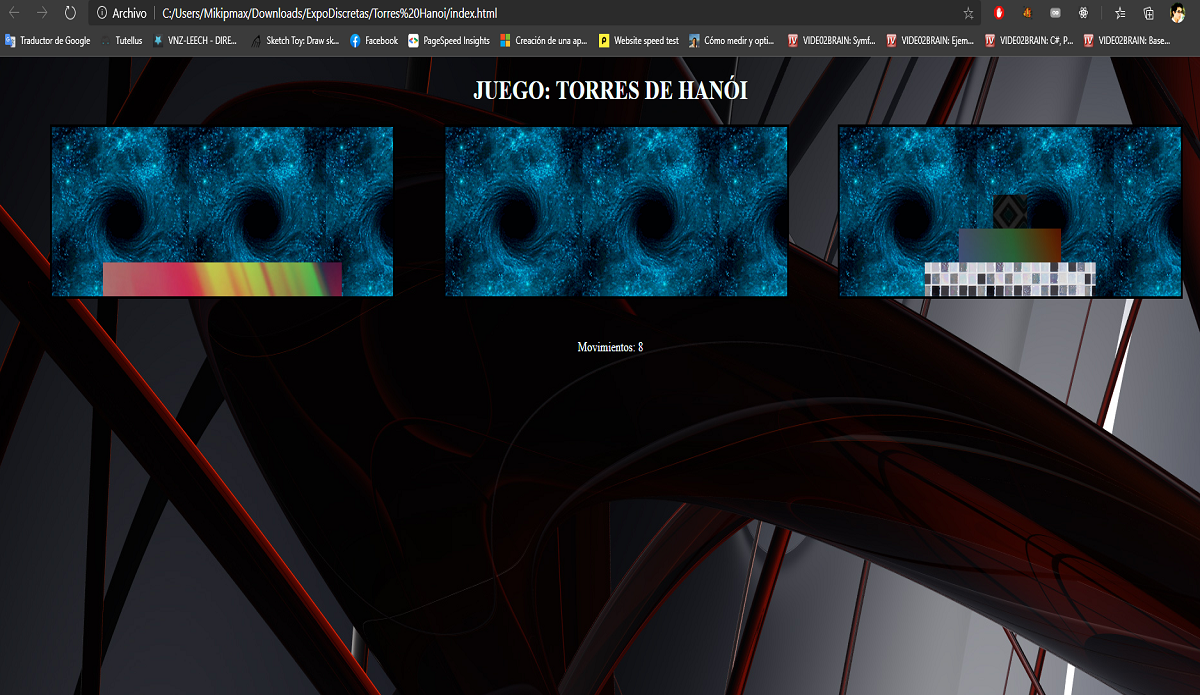 Archivo C:/Users/Mikipmax/Downloads/ExpoDiscretas/Torres%20Hanoi/index.html
Traductor de Google Tutellus VNZ-LEECH - DIRE... Sketch Toy: Draw sk... Facebook PageSpeed Insights Creación de una ap... Website speed test Cómo medir y opti... VIDEO2BRAIN: Symf... VIDEO2BRAIN: Ejem... VIDEO2BRAIN: C#, P... VIDEO2BRAIN: Base...
JUEGO: TORRES DE HANÓI
Movimientos: 8